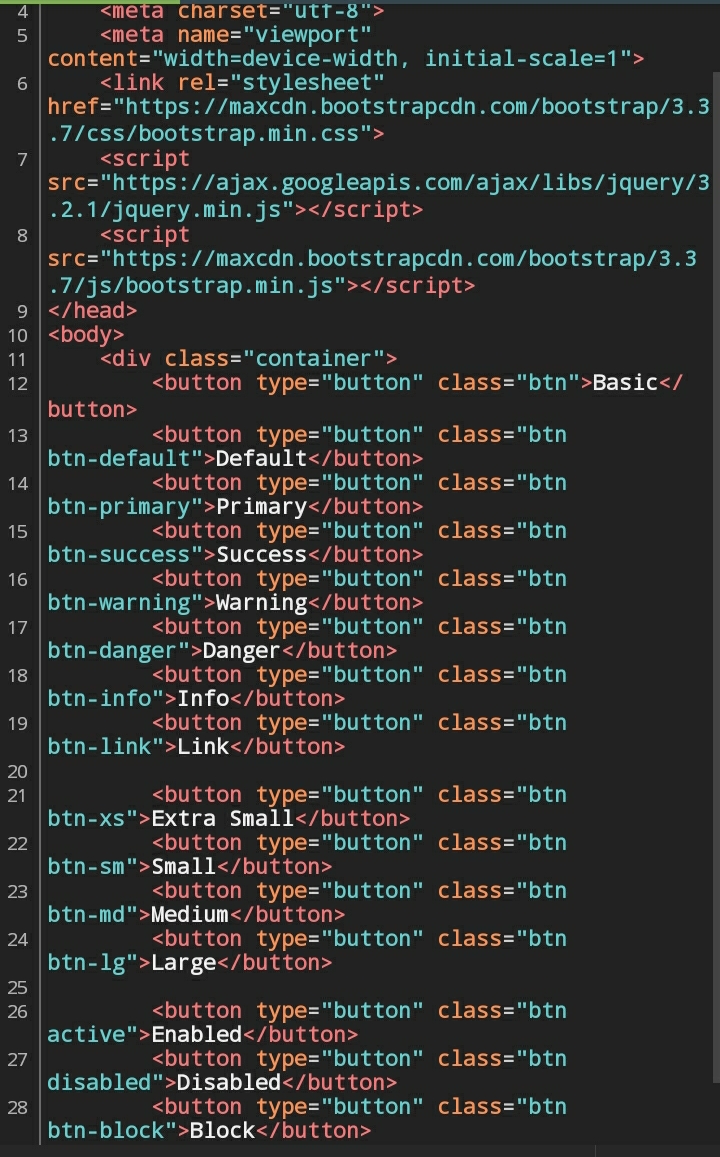 4 <meta charset="utf-8">
5 <meta name="viewport"
content="width=device-width, initial-scale=1">
6 <link rel="stylesheet"
href="https://maxcdn.bootstrapcdn.com/bootstrap/3.3
.7/css/bootstrap.min.css">
7 <script
src="https://ajax.googleapis.com/ajax/libs/jquery/3
.2.1/jquery.min.js"></script>
8 <script
src="https://maxcdn.bootstrapcdn.com/bootstrap/3.3
.7/js/bootstrap.min.js"></script>
9 </head>
10 <body>
11 <div class="container">
12 <button type="button" class="btn">Basic</
button>
13 <button type="button" class="btn
btn-default">Default</button>
14 <button type="button" class="btn
btn-primary">Primary</button>
15 <button type="button" class="btn
btn-success">Success</button>
16 <button type="button" class="btn
btn-warning">Warning</button>
17 <button type="button" class="btn
btn-danger">Danger</button>
18 <button type="button" class="btn
btn-info">Info</button>
19 <button type="button" class="btn
btn-link">Link</button>
20
21 <button type="button" class="btn
btn-xs">Extra Small</button>
22 <button type="button" class="btn
btn-sm">Small</button>
23 <button type="button" class="btn
btn-md">Medium</button>
24 <button type="button" class="btn
btn-lg">Large</button>
25
26 <button type="button" class="btn
active">Enabled</button>
27 <button type="button" class="btn
disabled">Disabled</button>
28 <button type="button" class="btn
btn-block">Block</button>